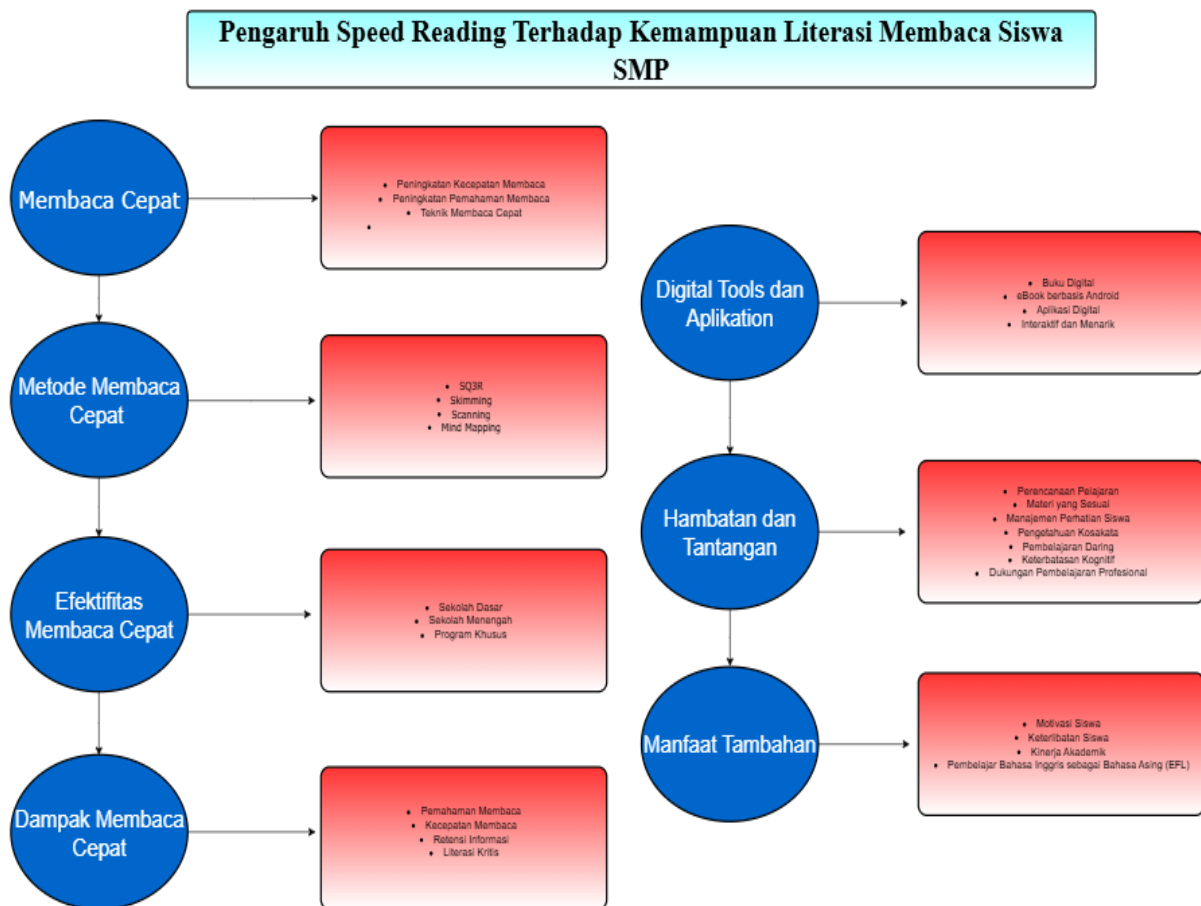 Pengaruh Speed Reading Terhadap Kemampuan Literasi Membaca Siswa
SMP
Membaca Cepat
• Peningkatan Kecepatan Membaca
• Peningkatan Pemahaman Membaca
• Teknik Membaca Cepat
•
Metode Membaca
Cepat
• SQ3R
• Skimming
• Scanning
• Mind Mapping
Efektifitas
Membaca Cepat
• Sekolah Dasar
• Sekolah Menengah
• Program Khusus
Dampak Membaca
Cepat
• Pemahaman Membaca
• Kecepatan Membaca
• Retensi Informasi
• Literasi Kritis
Digital Tools dan
Aplikation
• Buku Digital
• eBook berbasis Android
• Aplikasi Digital
• Interaktif dan Menarik
Hambatan dan
Tantangan
• Perencanaan Pelajaran
• Materi yang Sesuai
• Manajemen Perhatian Siswa
• Pengetahuan Kosakata
• Pembelajaran Daring
• Keterbatasan Kognitif
• Dukungan Pembelajaran Profesional
Manfaat Tambahan
• Motivasi Siswa
• Keterlibatan Siswa
• Kinerja Akademik
• Pembelajar Bahasa Inggris sebagai Bahasa Asing (EFL)